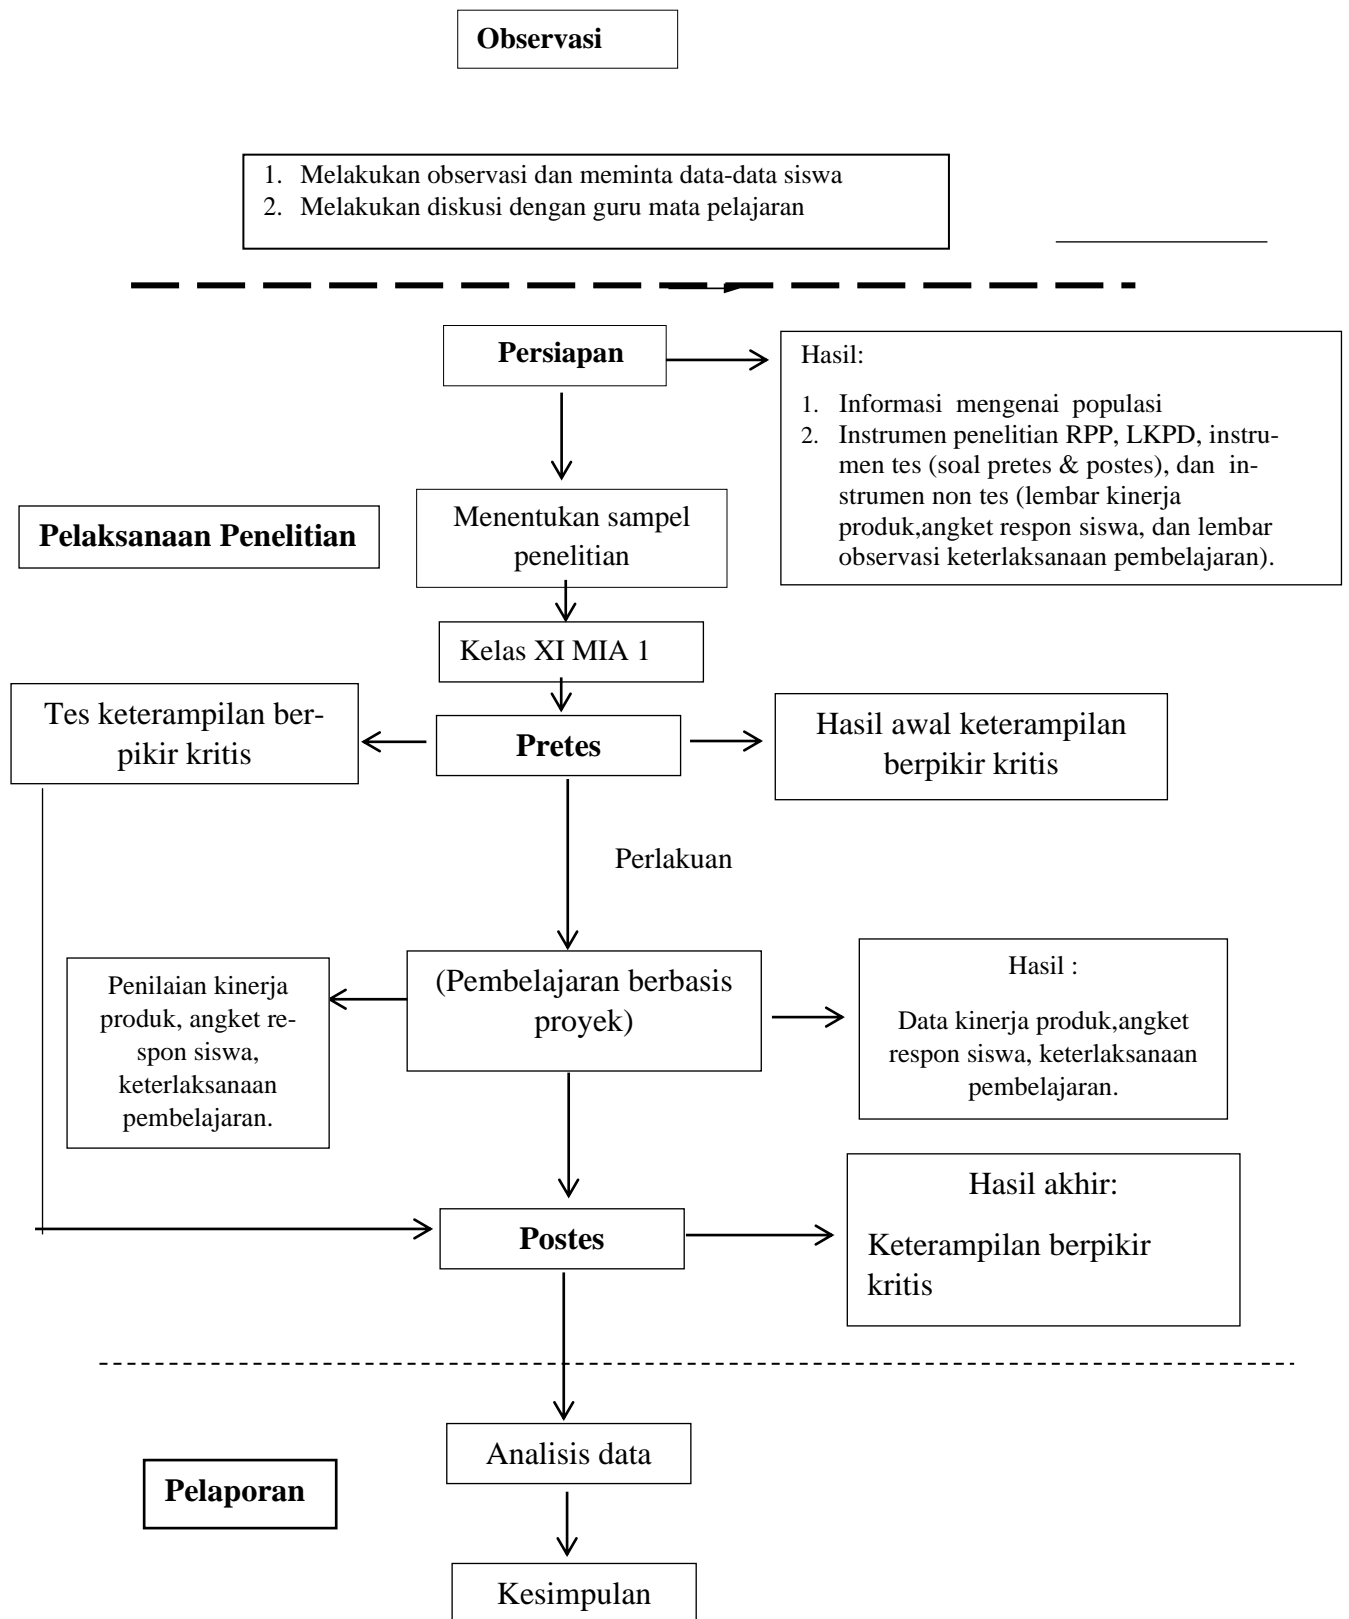 Observasi
1. Melakukan observasi dan meminta data-data siswa
2. Melakukan diskusi dengan guru mata pelajaran
Persiapan
Hasil:
1. Informasi mengenai populasi
2. Instrumen penelitian RPP, LKPD, instru-
men tes (soal pretes & postes), dan in-
strumen non tes (lembar kinerja
produk,angket respon siswa, dan lembar
observasi keterlaksanaan pembelajaran).
Pelaksanaan Penelitian
Menentukan sampel
penelitian
Kelas XI MIA 1
Tes keterampilan ber-
pikir kritis
Pretes
Hasil awal keterampilan
berpikir kritis
Perlakuan
Penilaian kinerja
produk, angket re-
spon siswa,
keterlaksanaan
pembelajaran.
(Pembelajaran berbasis
proyek)
Hasil :
Data kinerja produk,angket
respon siswa, keterlaksanaan
pembelajaran.
Postes
Hasil akhir:
Keterampilan berpikir
kritis
Analisis data
Pelaporan
Kesimpulan